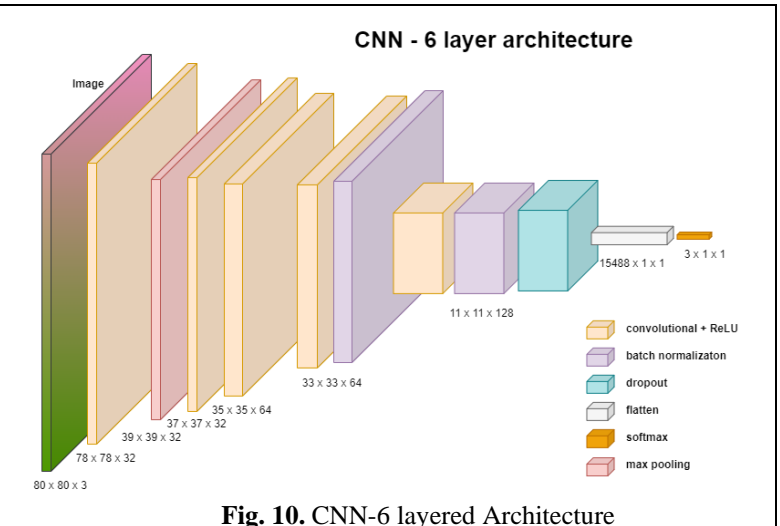 CNN - 6 layer architecture
Image
80 x 80 x 3
78 x 78 x 32
39 x 39 x 32
37 x 37 x 32
35 x 35 x 64
33 x 33 x 64
11 x 11 x 128
15488 x 1 x 1
3 x 1 x 1
convolutional + ReLU
batch normalizaton
dropout
flatten
softmax
max pooling
Fig. 10. CNN-6 layered Architecture